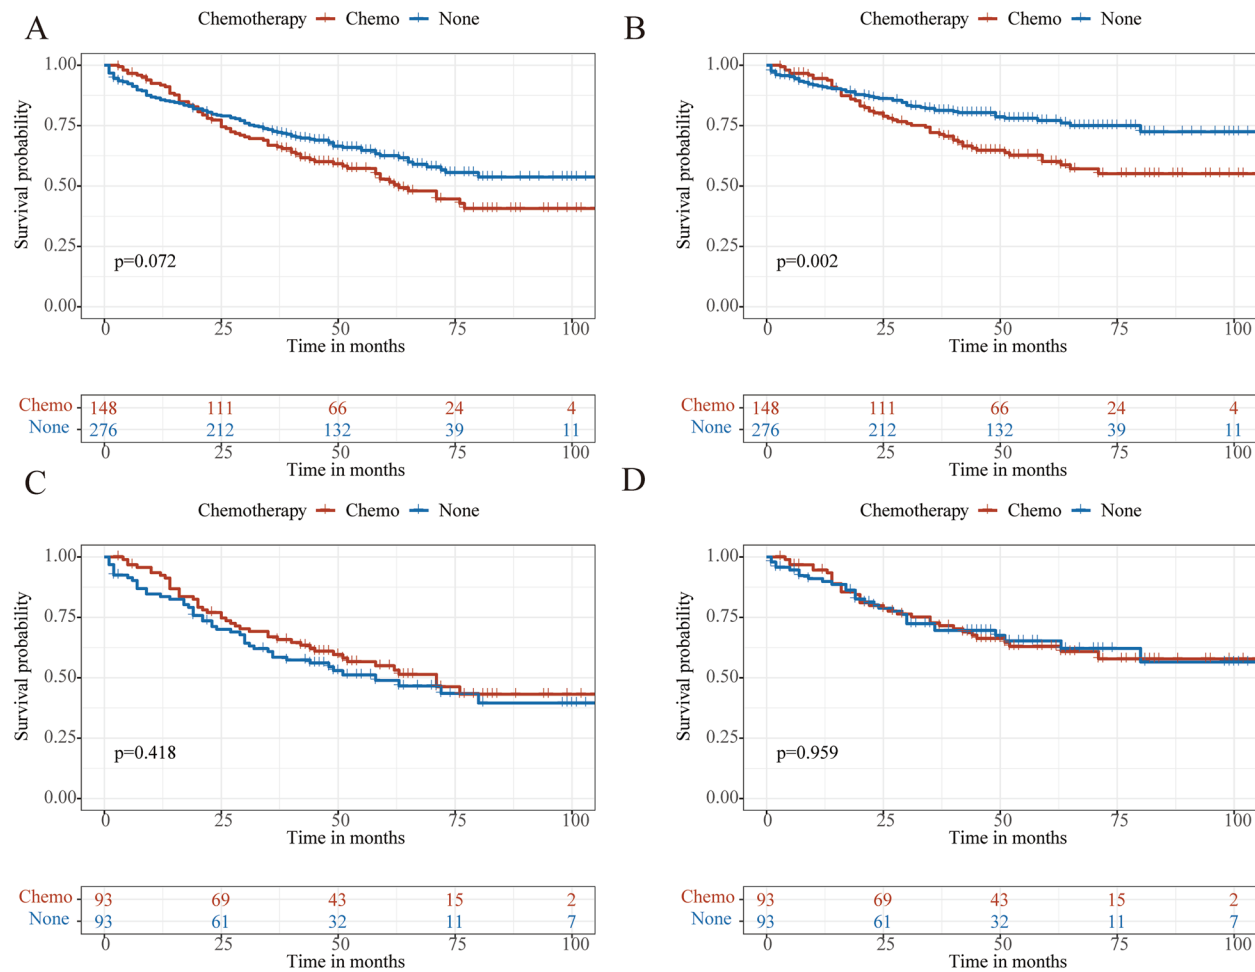 A
Chemotherapy Chemo None
1.00
0.75
0.50
0.25
0.00
Survival probability
p=0.072
0 25 50 75 100
Time in months
Chemo 148 111 66 24 4
None 276 212 132 39 11
0 25 50 75 100
Time in months
B
Chemotherapy Chemo None
1.00
0.75
0.50
0.25
0.00
Survival probability
p=0.002
0 25 50 75 100
Time in months
Chemo 148 111 66 24 4
None 276 212 132 39 11
0 25 50 75 100
Time in months
C
Chemotherapy Chemo None
1.00
0.75
0.50
0.25
0.00
Survival probability
p=0.418
0 25 50 75 100
Time in months
Chemo 93 69 43 15 2
None 93 61 32 11 7
0 25 50 75 100
Time in months
D
Chemotherapy Chemo None
1.00
0.75
0.50
0.25
0.00
Survival probability
p=0.959
0 25 50 75 100
Time in months
Chemo 93 69 43 15 2
None 93 61 32 11 7
0 25 50 75 100
Time in months